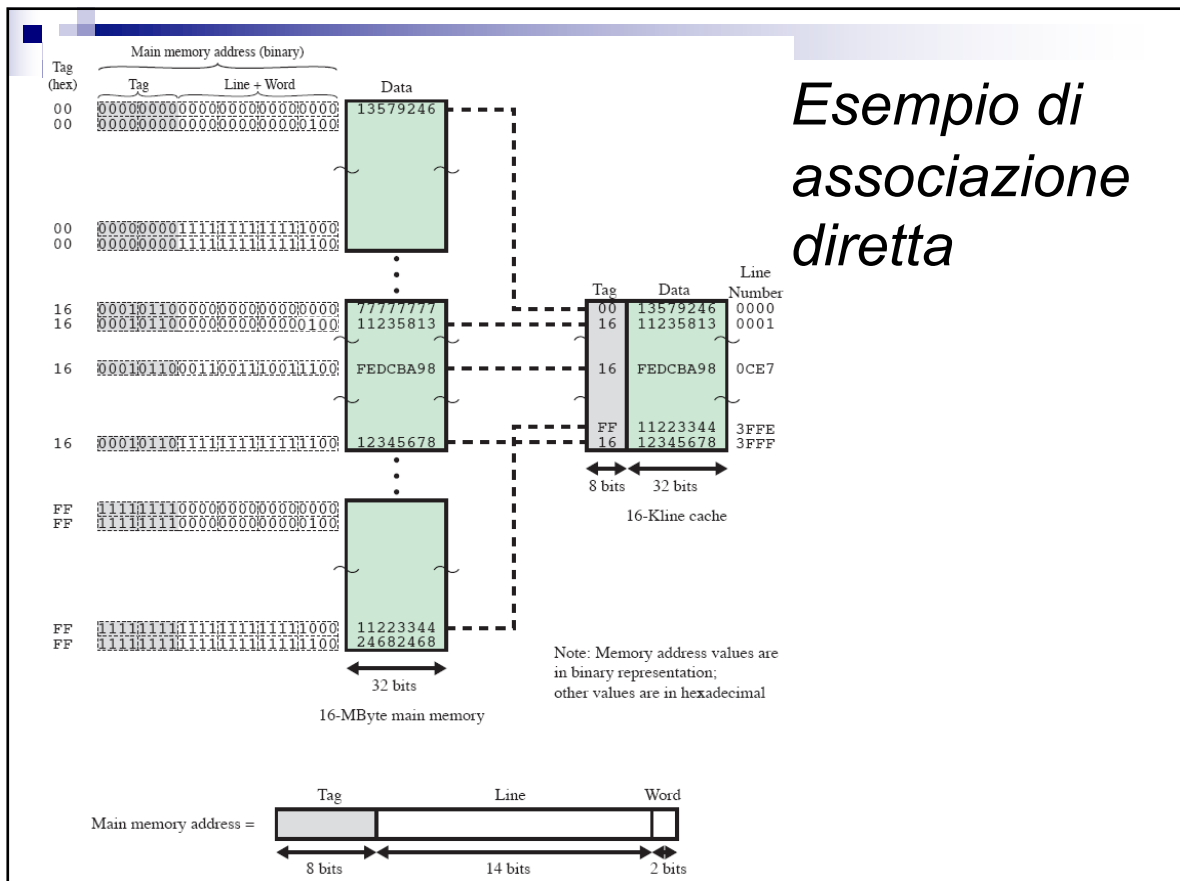 Esempio di
associazione
diretta
Main memory address (binary)
Tag
(hex)
Tag
Line + Word
Data
00 000000000000000000000000 13579246
00 000000000000000000000100
00 000000001111111111111000
00 000000001111111111111100
16 000101100000000000000000 77777777
16 000101100000000000000100 11235813
16 000101100011001110011100 FEDCBA98
16 000101101111111111111100 12345678
FF 111111110000000000000000
FF 111111110000000000000100
FF 111111111111111111111000 11223344
FF 111111111111111111111100 24682468
32 bits
16-MByte main memory
Line
Tag Data Number
00 13579246 0000
16 11235813 0001
16 FEDCBA98 0CE7
FF 11223344 3FFE
16 12345678 3FFF
8 bits 32 bits
16-Kline cache
Note: Memory address values are
in binary representation;
other values are in hexadecimal
Tag Line Word
Main memory address =
8 bits 14 bits 2 bits